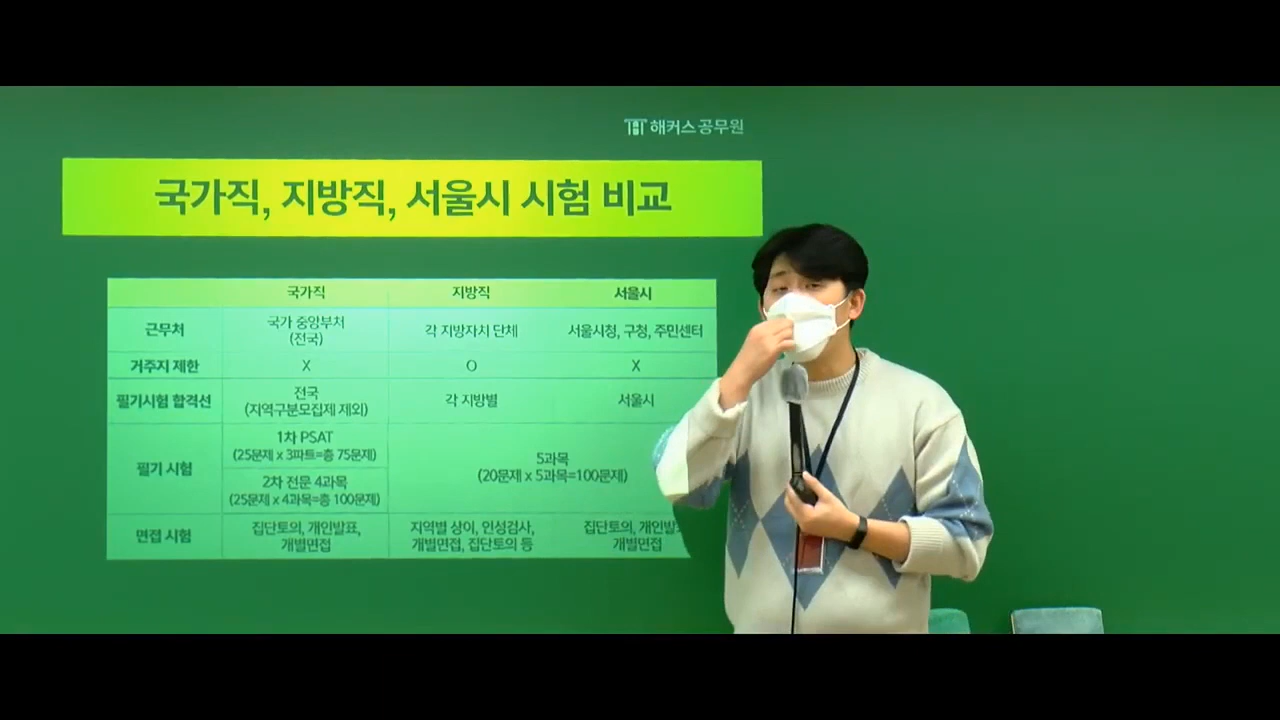 해커스 공무원
국가직, 지방직, 서울시 시험 비교
국가직 지방직 서울시
근무처 국가 중앙부처 (전국) 각 지방자치 단체 서울시청, 구청, 주민센터
거주지 제한 X O X
필기시험 합격선 전국 (지역구분모집제 제외) 각 지방별 서울시
필기 시험
1차 PSAT
(25문제 x 3파트=총 75문제)
2차 전문 4과목
(25문제 x 4과목=총 100문제)
5과목
(20문제 x 5과목=100문제)
면접 시험
집단토의, 개인발표,
개별면접
지역별 상이, 인성검사,
개별면접, 집단토의 등
집단토의,
개별면접